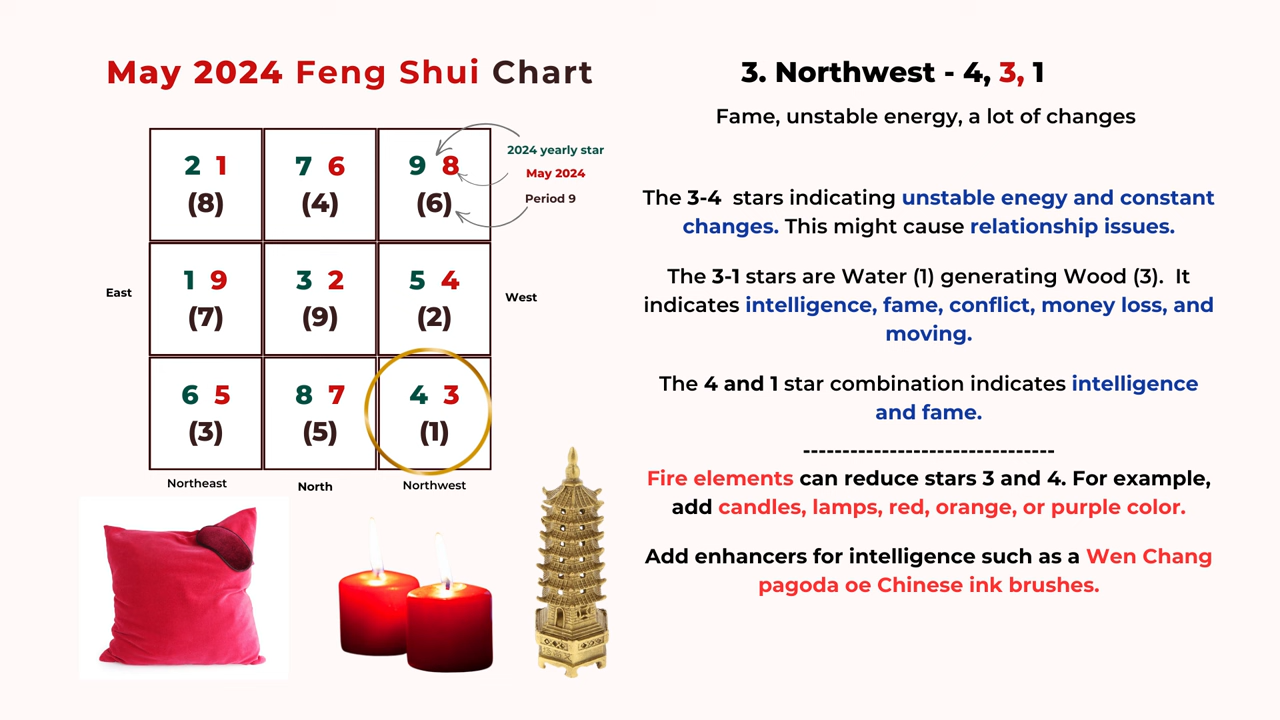 May 2024 Feng Shui Chart
2 1
(8)
7 6
(4)
9 8
(6)
2024 yearly star
May 2024
Period 9
East
1 9
(7)
3 2
(9)
5 4
(2)
West
6 5
(3)
8 7
(5)
4 3
(1)
Northeast
North
Northwest
3. Northwest - 4, 3, 1
Fame, unstable energy, a lot of changes
The 3-4 stars indicating unstable enegy and constant
changes. This might cause relationship issues.
The 3-1 stars are Water (1) generating Wood (3). It
indicates intelligence, fame, conflict, money loss, and
moving.
The 4 and 1 star combination indicates intelligence
and fame.
--------------------------------
Fire elements can reduce stars 3 and 4. For example,
add candles, lamps, red, orange, or purple color.
Add enhancers for intelligence such as a Wen Chang
pagoda oe Chinese ink brushes.